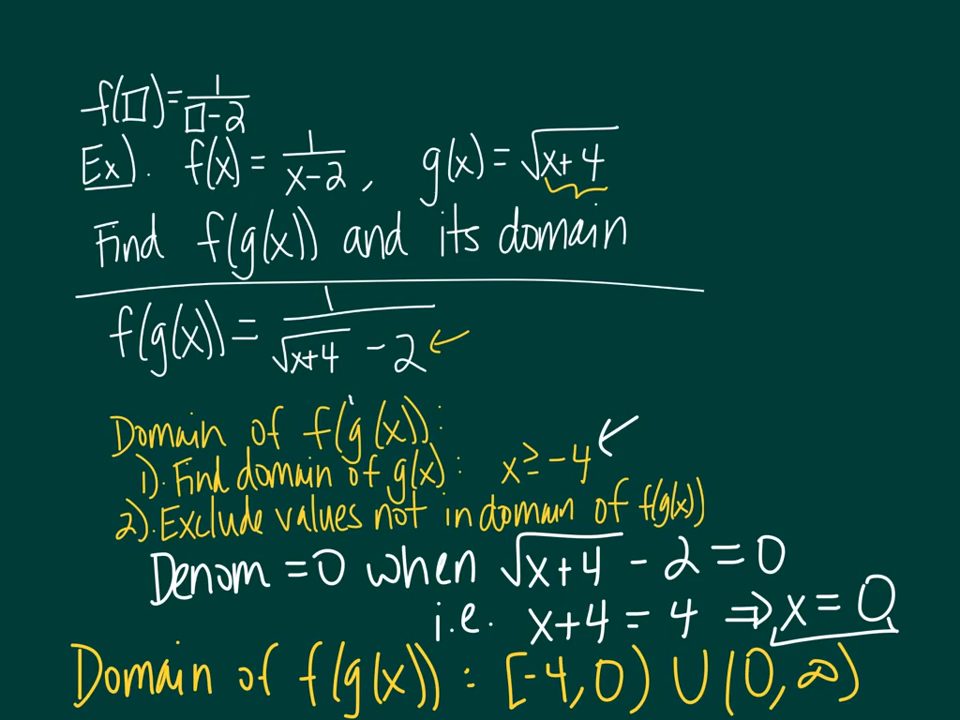 f(□)=1/(□-2)
Ex). f(x) = 1/(x-2), g(x) = √(x+4)
Find f(g(x)) and its domain
f(g(x)) = 1/(√(x+4) - 2)
Domain of f(g(x)):
1). Find domain of g(x): x ≥ -4
2). Exclude values not in domain of f(g(x))
Denom = 0 when √(x+4) - 2 = 0
i.e. x+4 = 4 ⇒ x = 0
Domain of f(g(x)) : [-4,0) ∪ (0,∞)